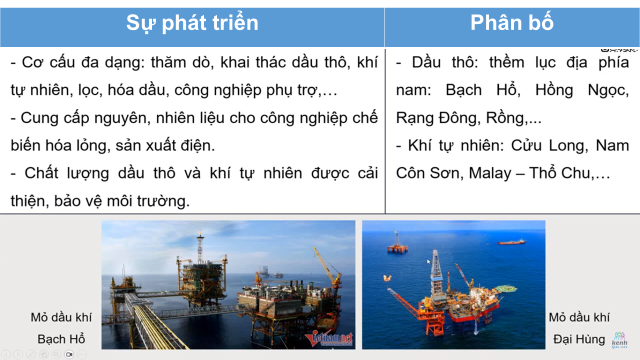 Sự phát triển
Phân bố
- Cơ cấu đa dạng: thăm dò, khai thác dầu thô, khí
tự nhiên, lọc, hóa dầu, công nghiệp phụ trợ,...
- Cung cấp nguyên, nhiên liệu cho công nghiệp chế
biến hóa lỏng, sản xuất điện.
- Chất lượng dầu thô và khí tự nhiên được cải
thiện, bảo vệ môi trường.
- Dầu thô: thềm lục địa phía
nam: Bạch Hổ, Hồng Ngọc,
Rạng Đông, Rồng,...
- Khí tự nhiên: Cửu Long, Nam
Côn Sơn, Malay – Thổ Chu,...
Mỏ dầu khí
Bạch Hổ
Mỏ dầu khí
Đại Hùng